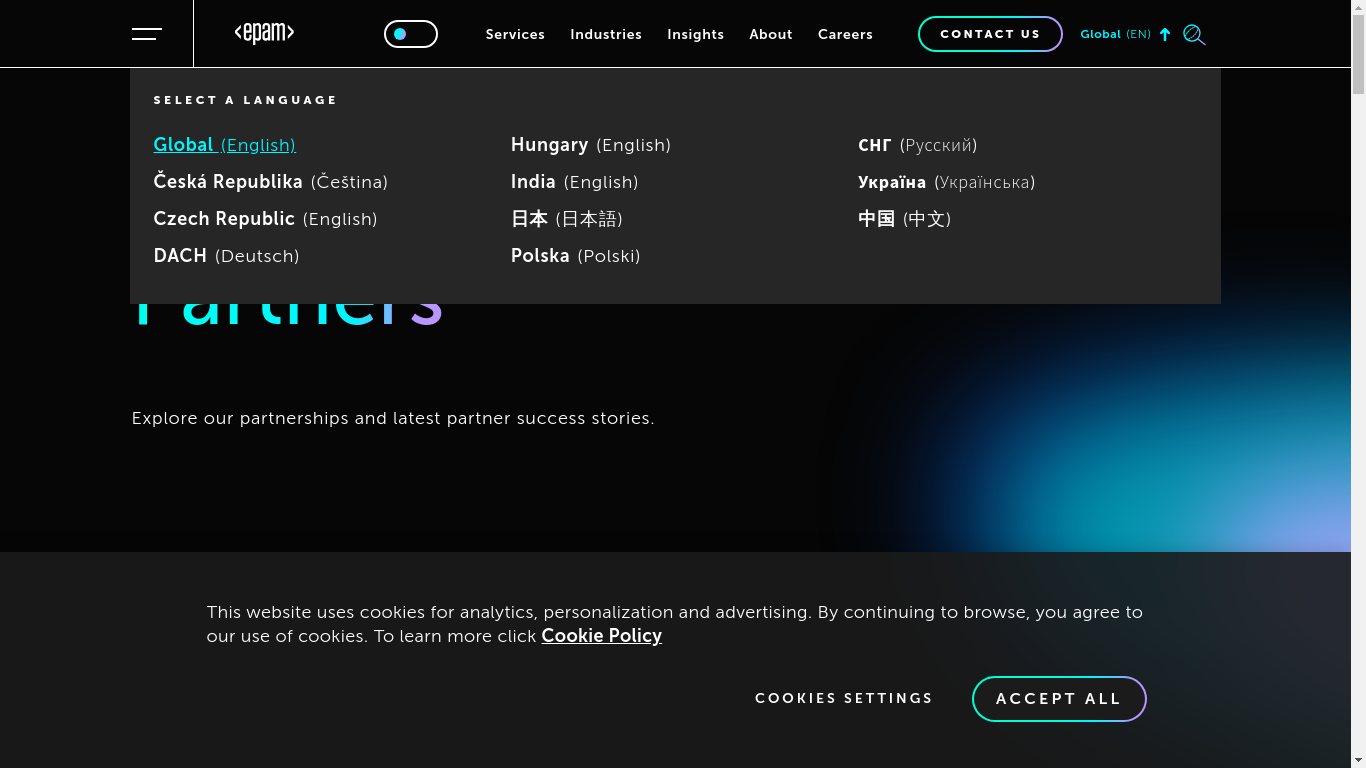 <epam>
Services Industries Insights About Careers CONTACT US Global (EN)
SELECT A LANGUAGE
Global (English)
Česká Republika (Čeština)
Czech Republic (English)
DACH (Deutsch)
Hungary (English)
India (English)
日本 (日本語)
Polska (Polski)
СНГ (Русский)
Україна (Українська)
中国 (中文)
Partners
Explore our partnerships and latest partner success stories.
This website uses cookies for analytics, personalization and advertising. By continuing to browse, you agree to
our use of cookies. To learn more click Cookie Policy
COOKIES SETTINGS ACCEPT ALL